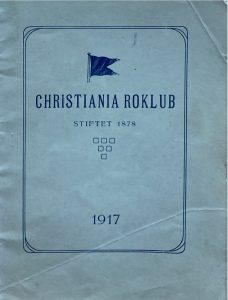 CHRISTIANIA ROKLUB
STIFTET 1878
1917